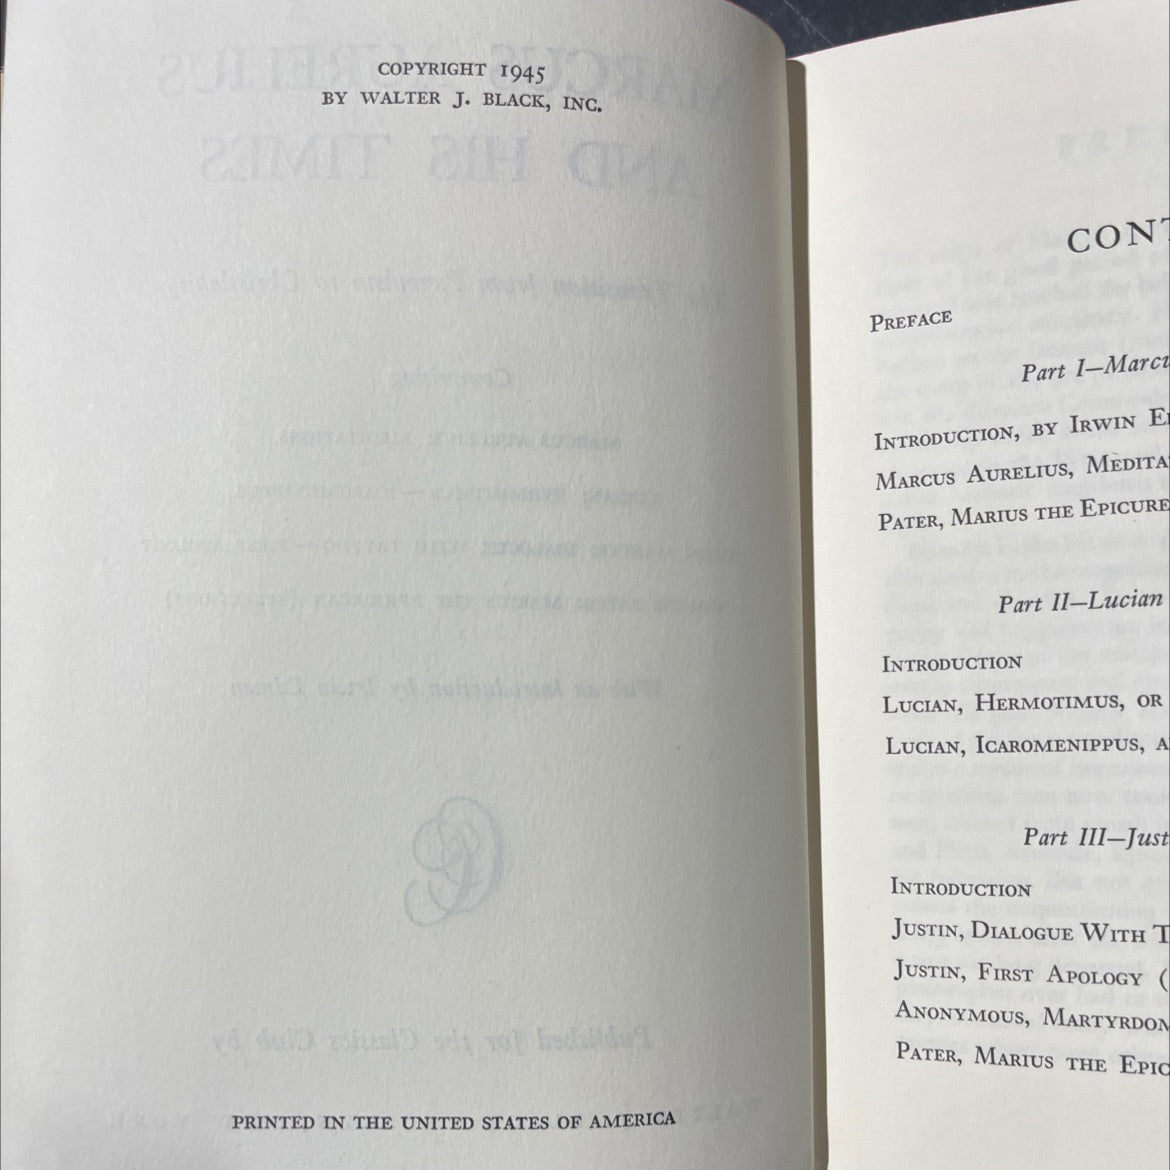 COPYRIGHT 1945
BY WALTER J. BLACK, INC.
PRINTED IN THE UNITED STATES OF AMERICA
CONT
PREFACE
Part I—Marcu
INTRODUCTION, BY IRWIN E
MARCUS AURELIUS, MEDITA
PATER, MARIUS THE EPICURE
Part II—Lucian
INTRODUCTION
LUCIAN, HERMOTIMUS, OR
LUCIAN, ICAROMENIPPUS, A
Part III—Just
INTRODUCTION
JUSTIN, DIALOGUE WITH T
JUSTIN, FIRST APOLOGY (
ANONYMOUS, MARTYRDOM
PATER, MARIUS THE EPIC